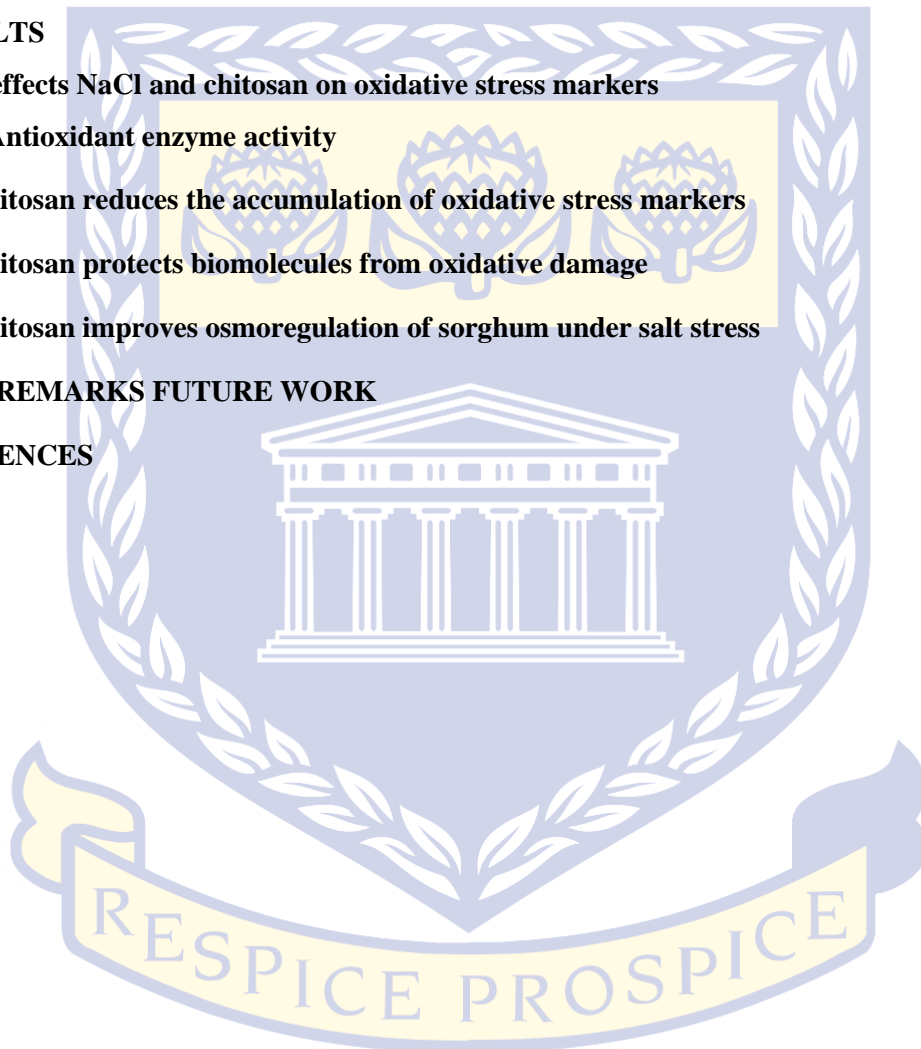 LTS
effects NaCl and chitosan on oxidative stress markers
Antioxidant enzyme activity
itosan reduces the accumulation of oxidative stress markers
itosan protects biomolecules from oxidative damage
itosan improves osmoregulation of sorghum under salt stress
REMARKS FUTURE WORK
ENCES
RESPICE PROSPICE